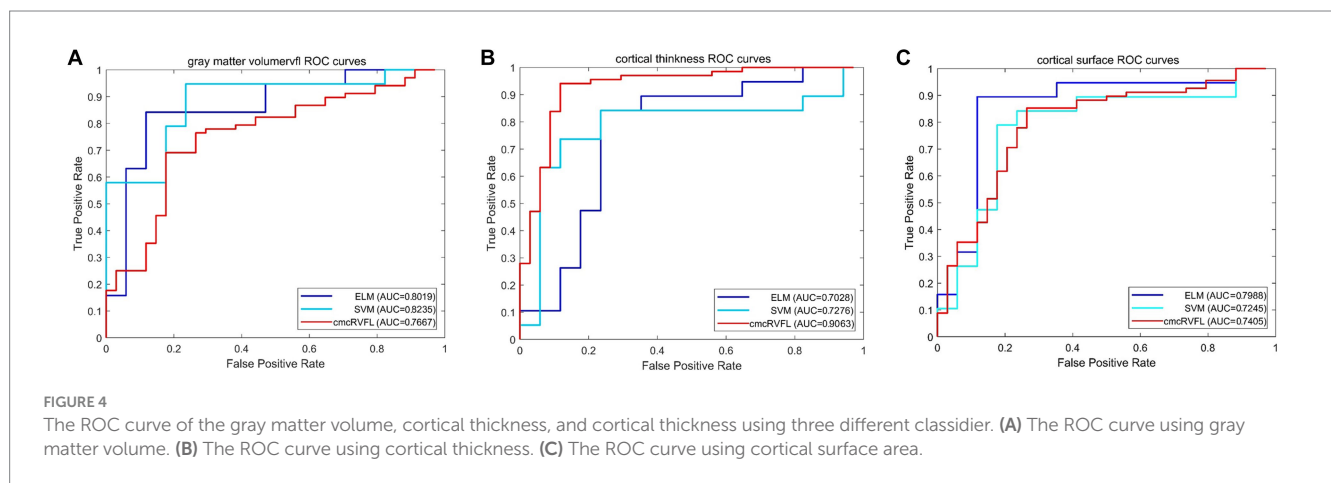 A
gray matter volumervfl ROC curves
True Positive Rate
1
0.9
0.8
0.7
0.6
0.5
0.4
0.3
0.2
0.1
0
0.2
0.4
0.6
0.8
1
False Positive Rate
ELM (AUC=0.8019)
SVM (AUC=0.8235)
cmcRVFL (AUC=0.7667)
B
cortical thinkness ROC curves
True Positive Rate
1
0.9
0.8
0.7
0.6
0.5
0.4
0.3
0.2
0.1
0
0.2
0.4
0.6
0.8
1
False Positive Rate
ELM (AUC=0.7028)
SVM (AUC=0.7276)
cmcRVFL (AUC=0.9063)
C
cortical surface ROC curves
True Positive Rate
1
0.9
0.8
0.7
0.6
0.5
0.4
0.3
0.2
0.1
0
0.2
0.4
0.6
0.8
1
False Positive Rate
ELM (AUC=0.7988)
SVM (AUC=0.7245)
cmcRVFL (AUC=0.7405)
FIGURE 4
The ROC curve of the gray matter volume, cortical thickness, and cortical thickness using three different classidier. (A) The ROC curve using gray
matter volume. (B) The ROC curve using cortical thickness. (C) The ROC curve using cortical surface area.